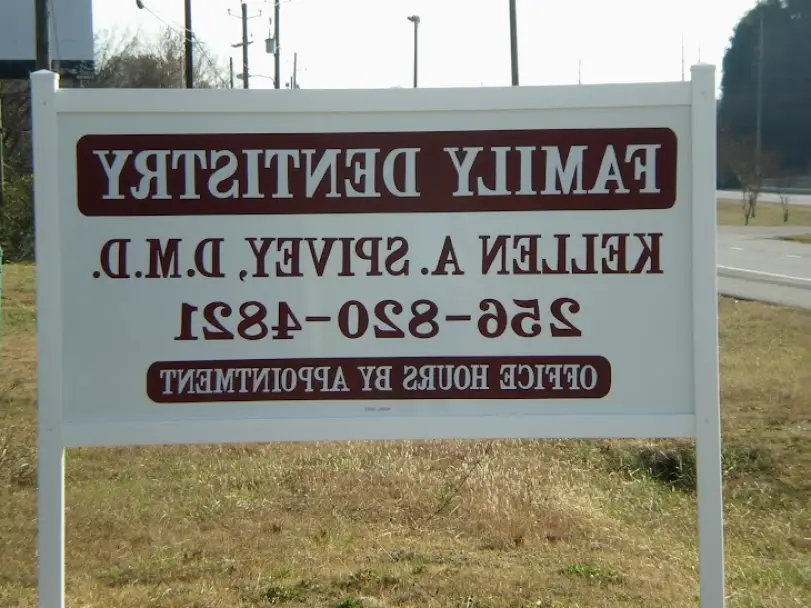 FAMILY DENTISTRY
KELLEN A. SPIVEY, D.M.D.
256-820-4821
OFFICE HOURS BY APPOINTMENT